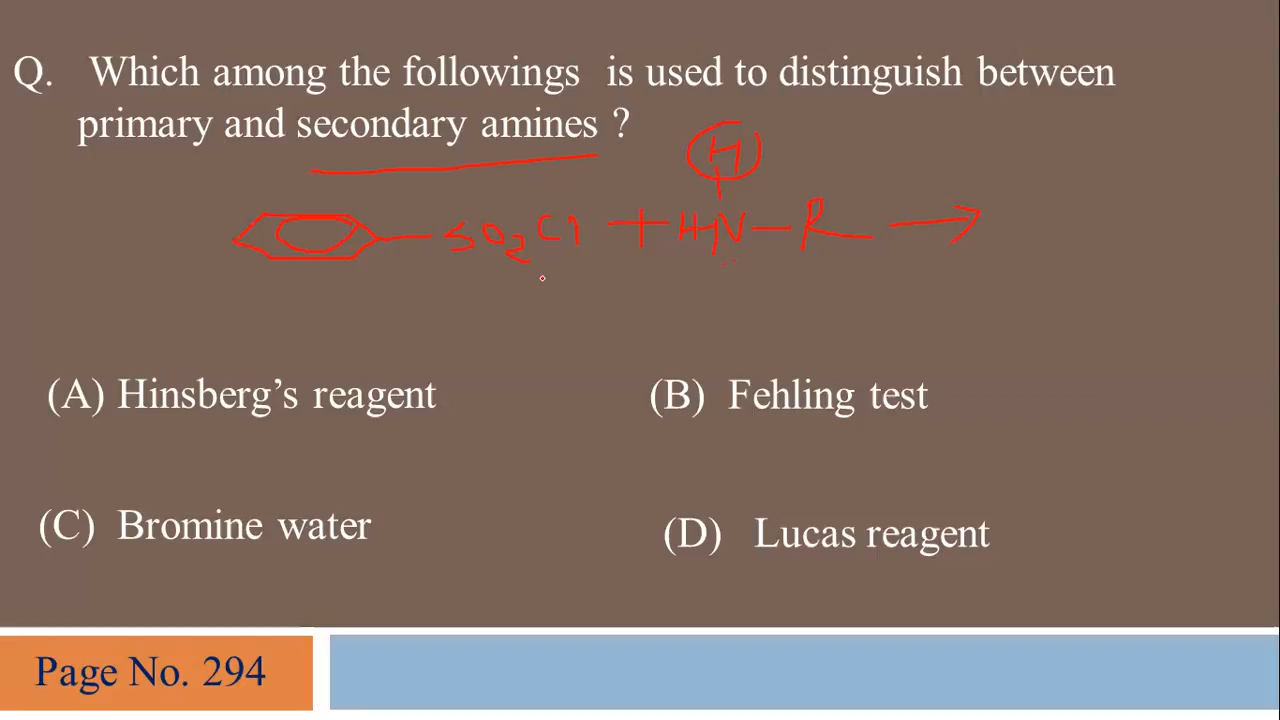 Q. Which among the followings is used to distinguish between
primary and secondary amines ?
H
SO2Cl + H-N-R →
(A) Hinsberg's reagent
(B) Fehling test
(C) Bromine water
(D) Lucas reagent
Page No. 294